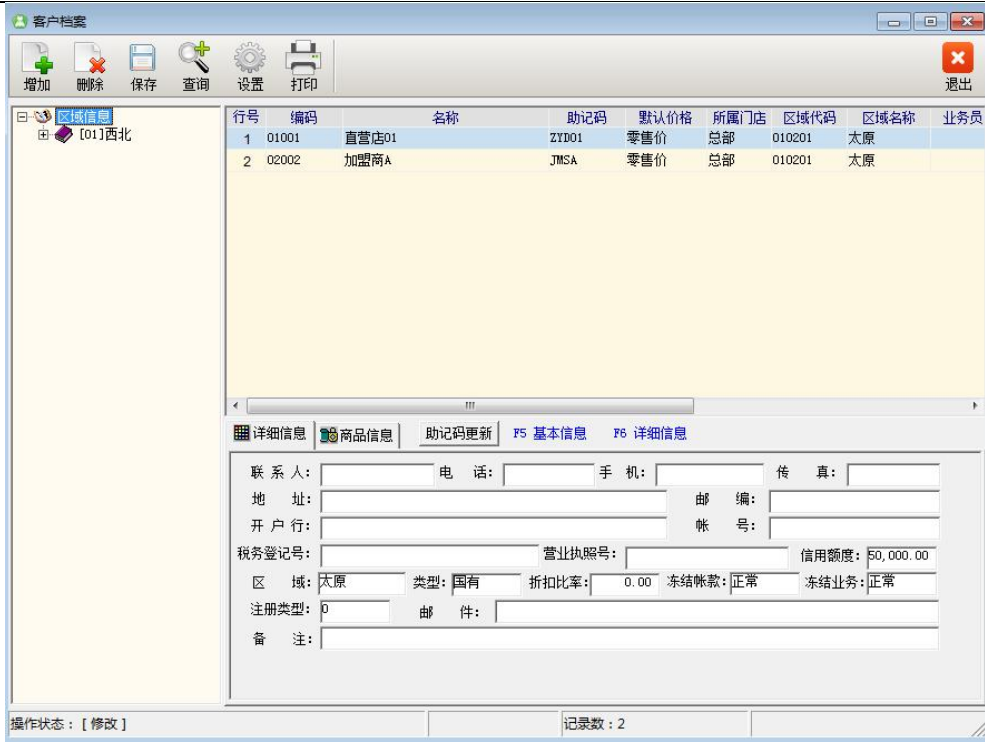 客户档案
增加 删除 保存 查询 设置 打印 退出
区域信息
[01]西北
行号 编码 名称 助记码 默认价格 所属门店 区域代码 区域名称 业务员
1 01001 直营店01 ZYD01 零售价 总部 010201 太原
2 02002 加盟商A JMSA 零售价 总部 010201 太原
详细信息 商品信息 助记码更新 F5 基本信息 F6 详细信息
联系人: 电 话: 手 机: 传 真:
地 址: 邮 编:
开户行: 帐 号:
税务登记号: 营业执照号: 信用额度: 50,000.00
区 域: 太原 类型: 国有 折扣比率: 0.00 冻结帐款: 正常 冻结业务: 正常
注册类型: 0 邮 件:
备 注:
操作状态:[修改] 记录数:2